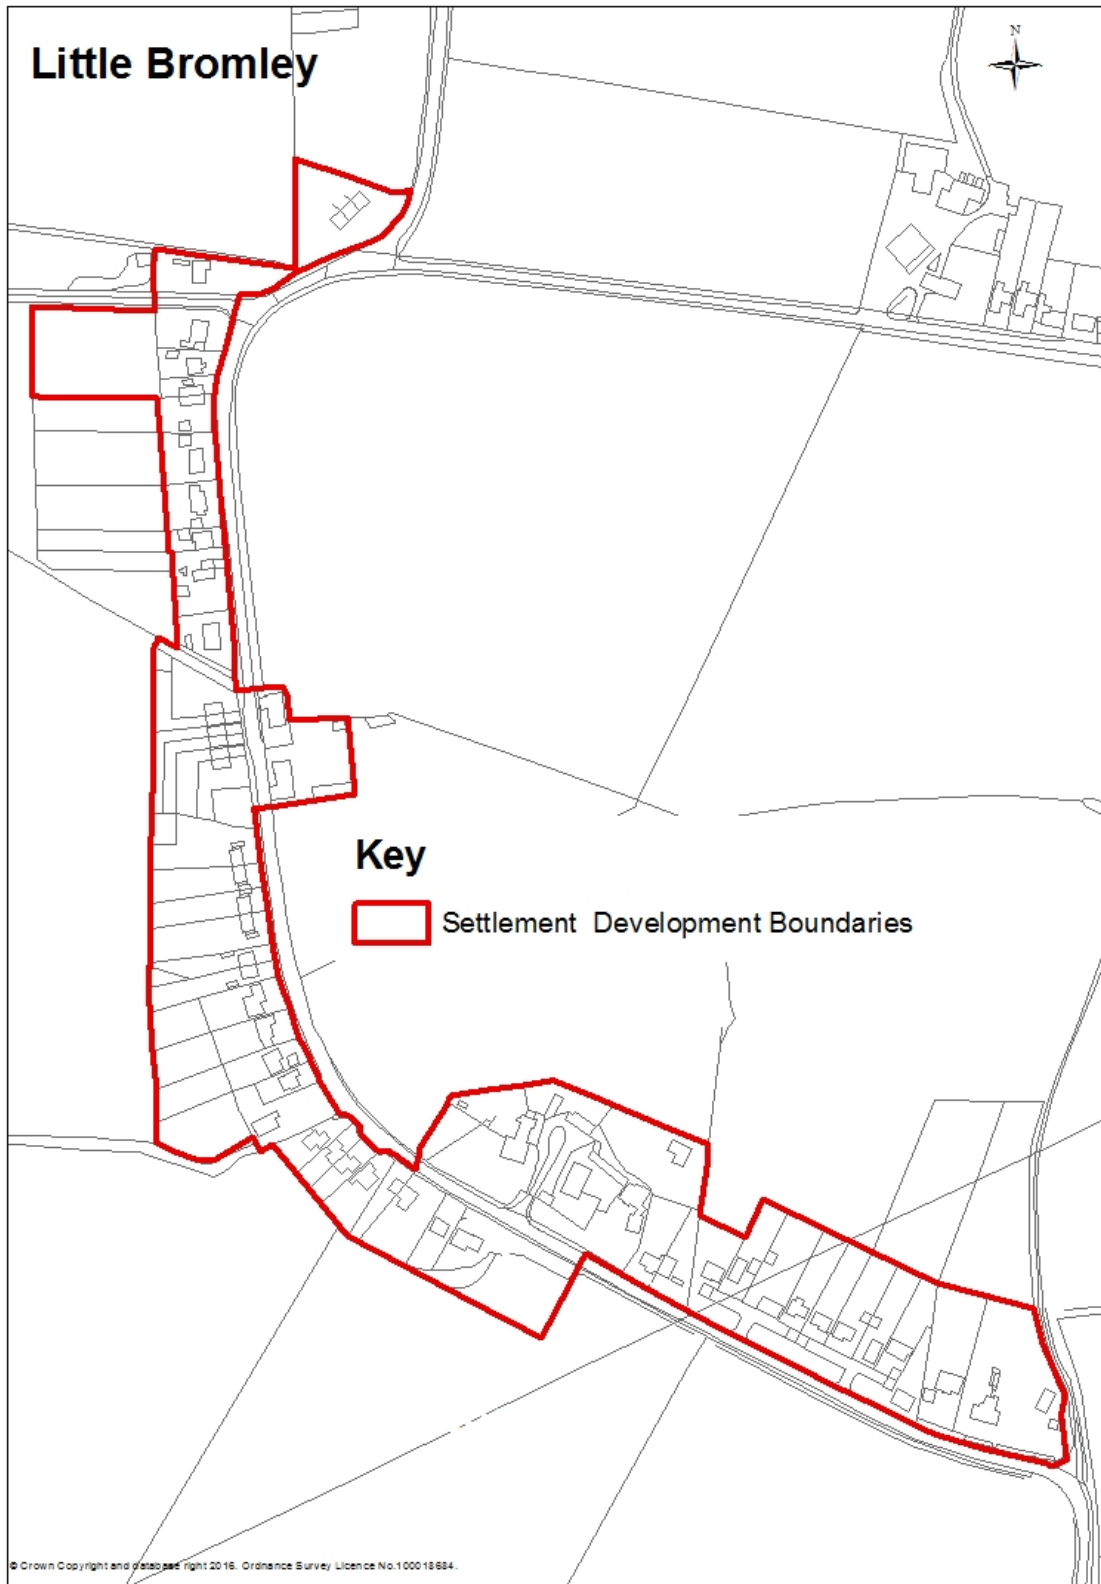 Little Bromley
N
Key
Settlement Development Boundaries
© Crown Copyright and database right 2016. Ordnance Survey Licence No.100018684.